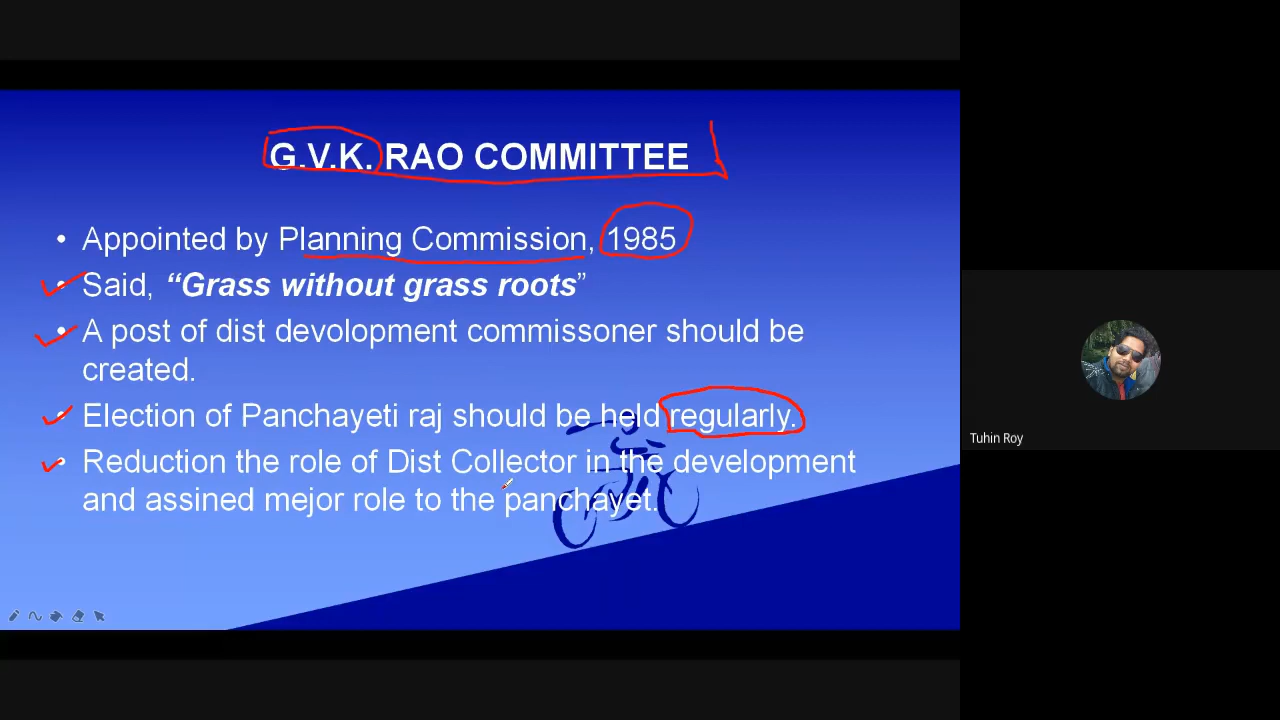 G.V.K. RAO COMMITTEE
• Appointed by Planning Commission, 1985
• Said, “Grass without grass roots”
• A post of dist devolopment commissoner should be
created.
• Election of Panchayeti raj should be held regularly.
• Reduction the role of Dist Collector in the development
and assined mejor role to the panchayet.
Tuhin Roy